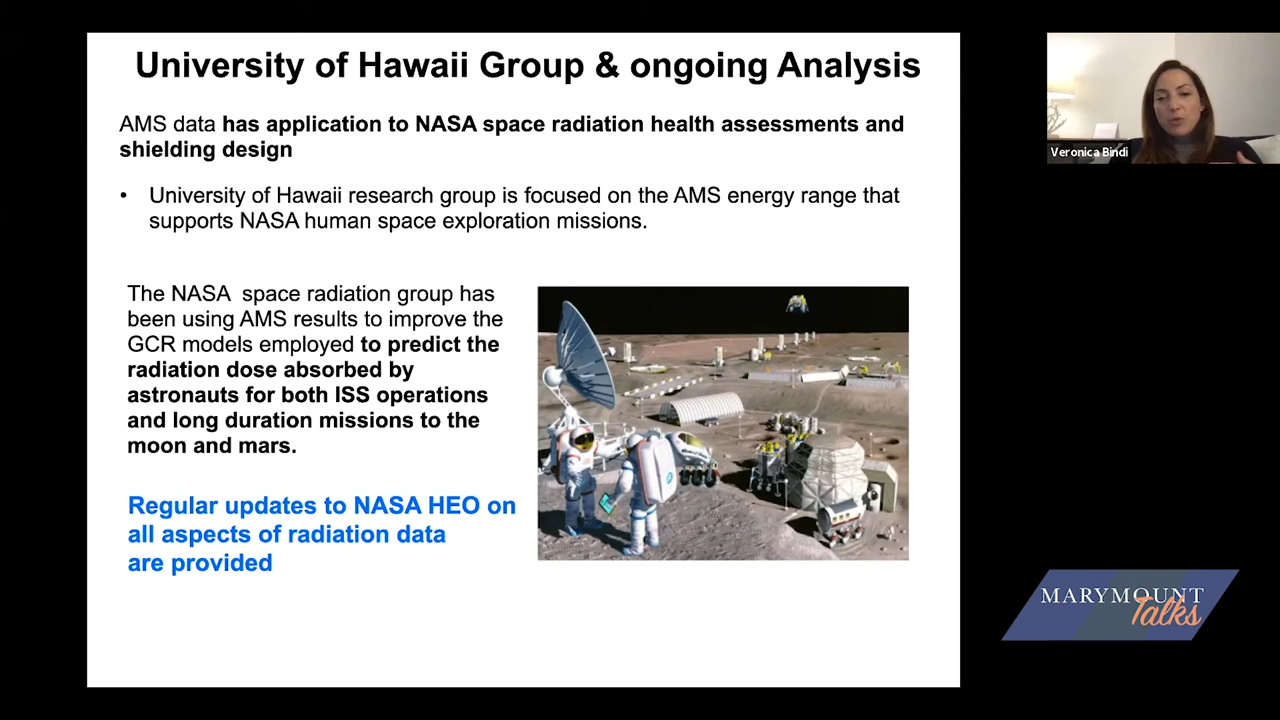 University of Hawaii Group & ongoing Analysis
AMS data has application to NASA space radiation health assessments and
shielding design
• University of Hawaii research group is focused on the AMS energy range that
supports NASA human space exploration missions.
The NASA space radiation group has
been using AMS results to improve the
GCR models employed to predict the
radiation dose absorbed by
astronauts for both ISS operations
and long duration missions to the
moon and mars.
Regular updates to NASA HEO on
all aspects of radiation data
are provided
Veronica Bindi
MARYMOUNT
Talks